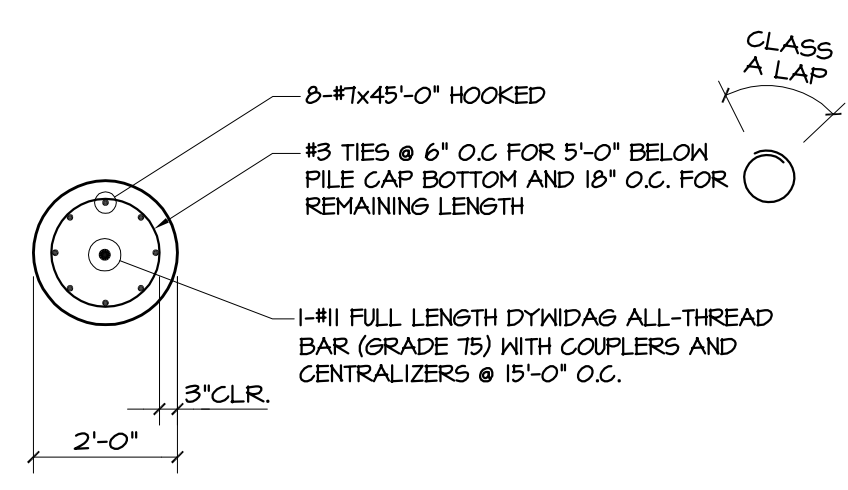 CLASS
A LAP
8-#7x45'-0" HOOKED
#3 TIES @ 6" O.C FOR 5'-0" BELOW
PILE CAP BOTTOM AND 18" O.C. FOR
REMAINING LENGTH
1-#11 FULL LENGTH DYWIDAG ALL-THREAD
BAR (GRADE 75) WITH COUPLERS AND
CENTRALIZERS @ 15'-0" O.C.
3"CLR.
2'-0"